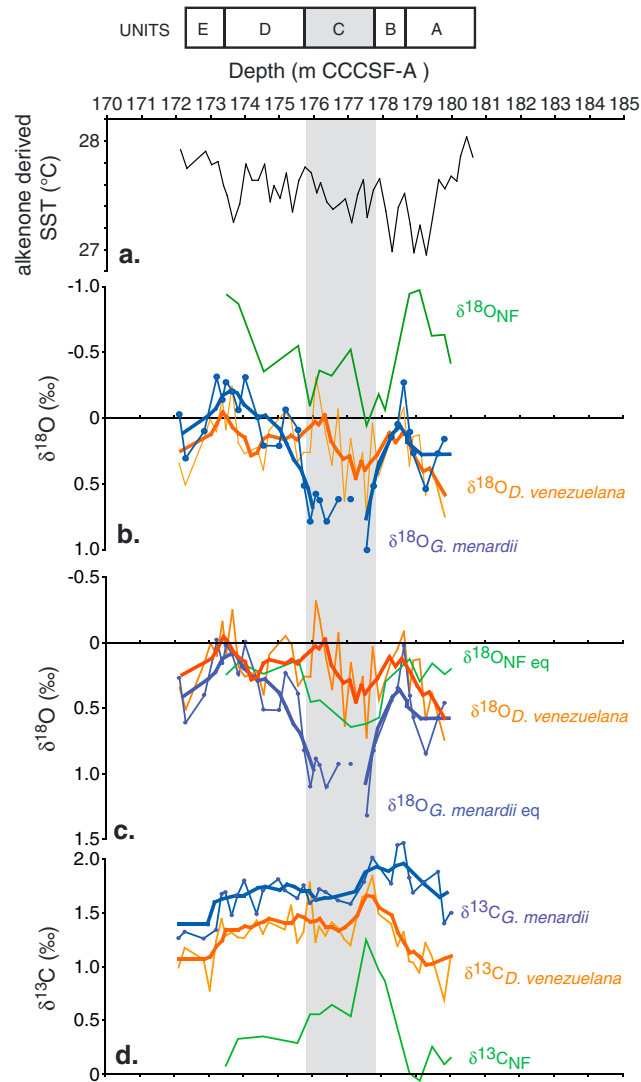 UNITS E D C B A
Depth (m CCCSF-A )
170 171 172 173 174 175 176 177 178 179 180 181 182 183 184 185
alkenone derived
SST (°C)
28
27
a.
δ18O (‰)
-1.0
-0.5
0
0.5
1.0
δ18ONF
δ18OD. venezuelana
δ18OG. menardii
b.
δ18O (‰)
-0.5
0
0.5
1.0
1.5
δ18ONF eq
δ18OD. venezuelana
δ18OG. menardii eq
c.
δ13C (‰)
2.0
1.5
1.0
0.5
0
δ13CG. menardii
δ13CD. venezuelana
δ13CNF
d.